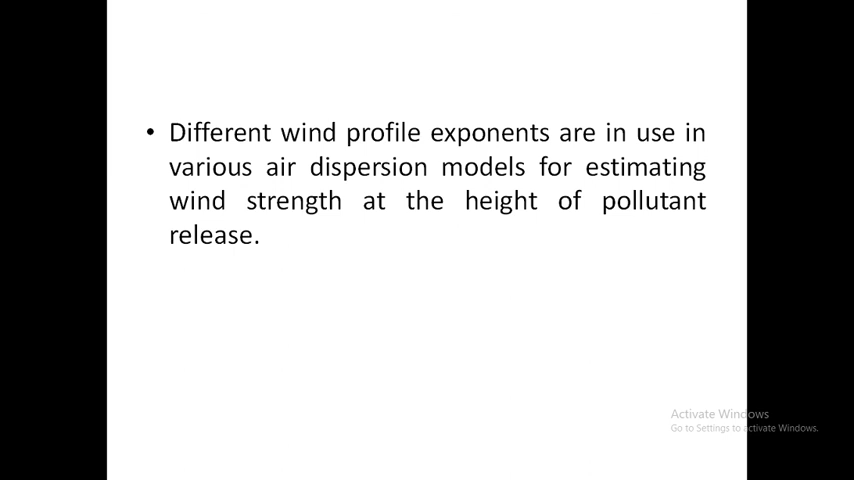 • Different wind profile exponents are in use in
various air dispersion models for estimating
wind strength at the height of pollutant
release.
Activate Windows
Go to Settings to activate Windows.